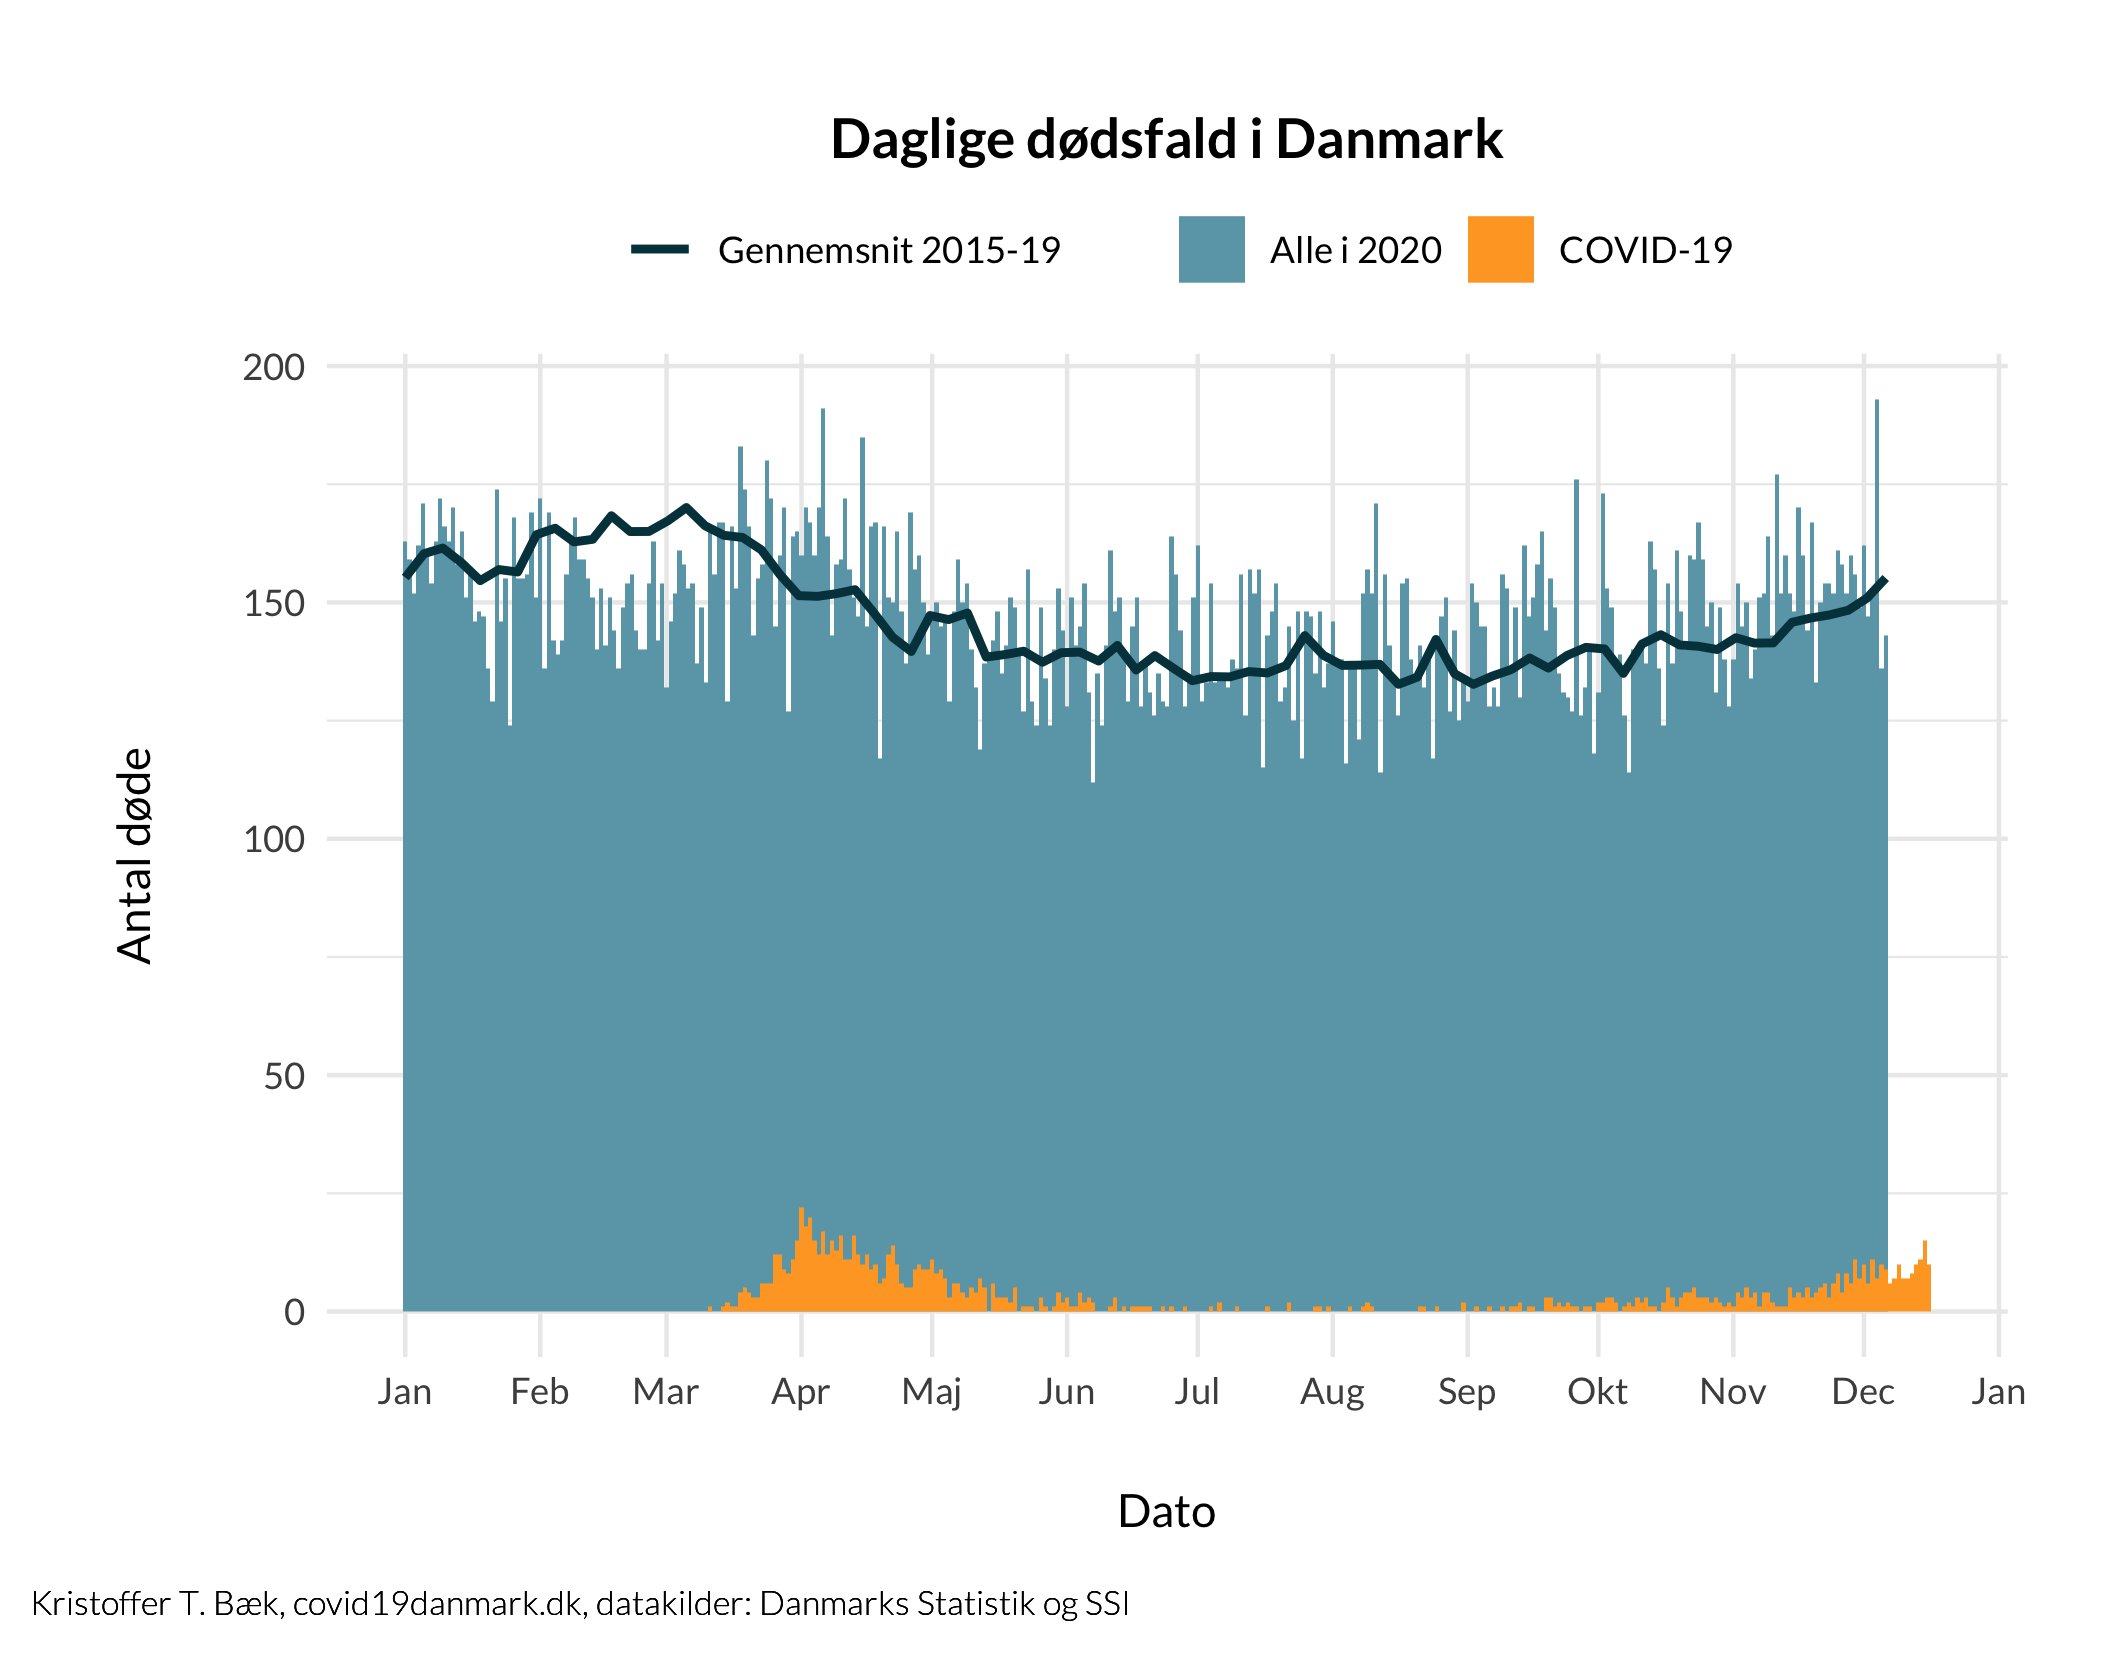 Daglige dødsfald i Danmark
Gennemsnit 2015-19 Alle i 2020 COVID-19
200
150
100
50
0
Antal døde
Jan Feb Mar Apr Maj Jun Jul Aug Sep Okt Nov Dec Jan
Dato
Kristoffer T. Bæk, covid19danmark.dk, datakilder: Danmarks Statistik og SSI